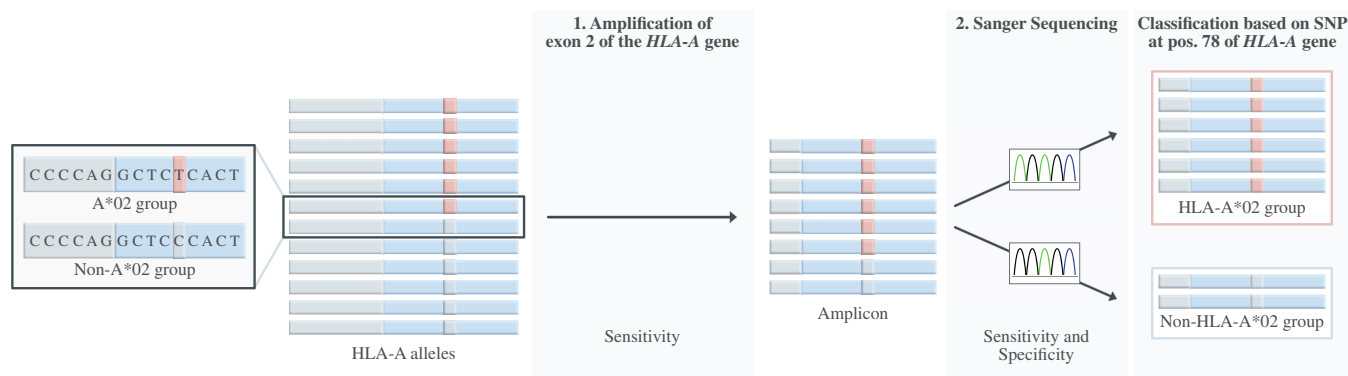 1. Amplification of
exon 2 of the HLA-A gene
2. Sanger Sequencing
Classification based on SNP
at pos. 78 of HLA-A gene
CCCCAGGCTCTCACT
A*02 group
CCCCAGGCTCCCACT
Non-A*02 group
HLA-A alleles
Sensitivity
Amplicon
Sensitivity and
Specificity
HLA-A*02 group
Non-HLA-A*02 group